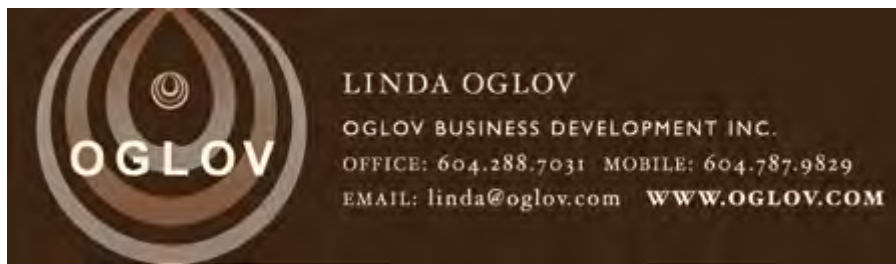 OGLOV
LINDA OGLOV
OGLOV BUSINESS DEVELOPMENT INC.
OFFICE: 604.288.7031 MOBILE: 604.787.9829
EMAIL: linda@oglov.com WWW.OGLOV.COM